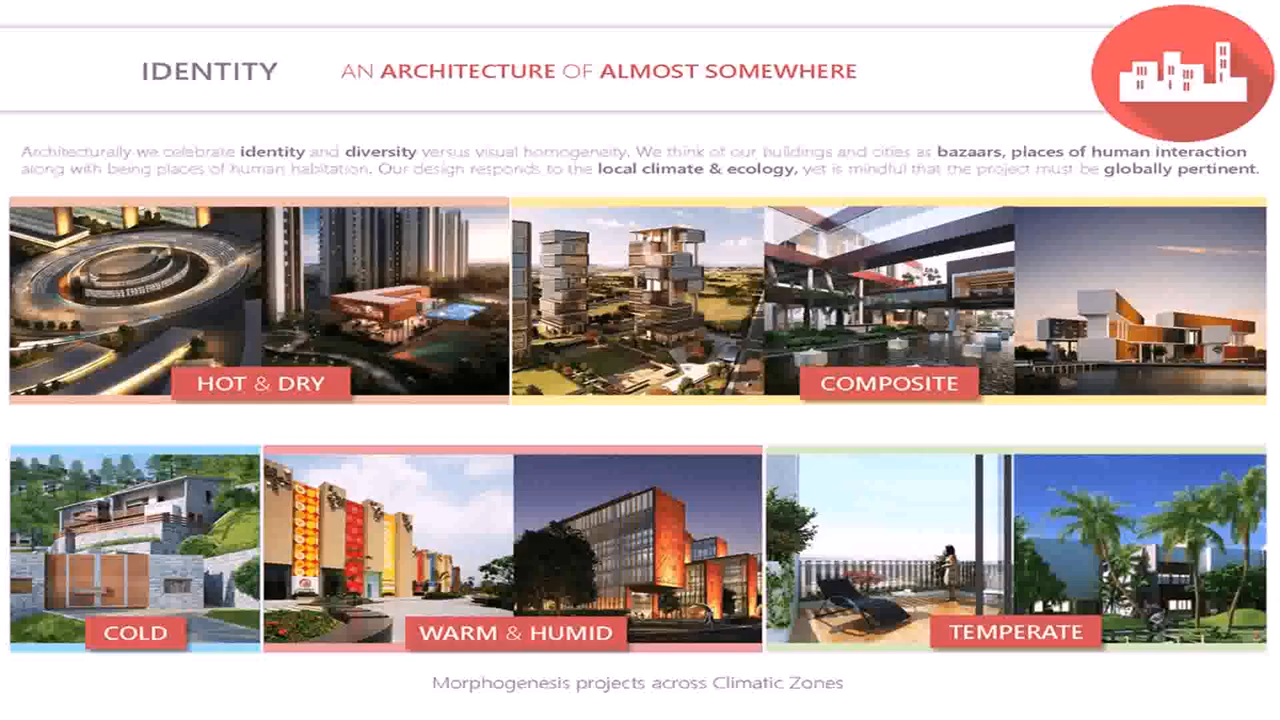 IDENTITY AN ARCHITECTURE OF ALMOST SOMEWHERE
Architecturally we celebrate identity and diversity versus visual homogeneity. We think of our buildings and cities as bazaars, places of human interaction
along with being places of human habitation. Our design responds to the local climate & ecology, yet is mindful that the project must be globally pertinent.
HOT & DRY
COMPOSITE
COLD
WARM & HUMID
TEMPERATE
Morphogenesis projects across Climatic Zones